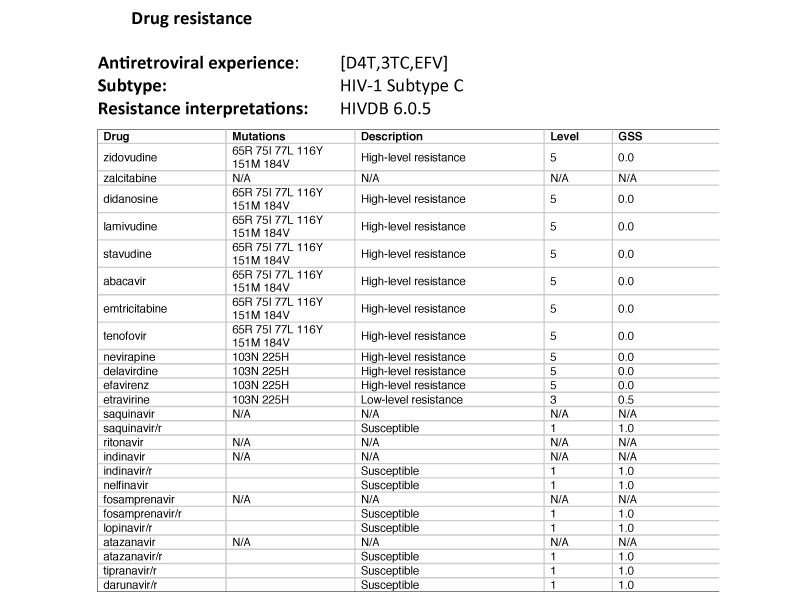 Drug resistance
Antiretroviral experience: [D4T,3TC,EFV]
Subtype: HIV-1 Subtype C
Resistance interpretations: HIVDB 6.0.5
Drug Mutations Description Level GSS
zidovudine 65R 75I 77L 116Y 151M 184V High-level resistance 5 0.0
zalcitabine N/A N/A N/A N/A
didanosine 65R 75I 77L 116Y 151M 184V High-level resistance 5 0.0
lamivudine 65R 75I 77L 116Y 151M 184V High-level resistance 5 0.0
stavudine 65R 75I 77L 116Y 151M 184V High-level resistance 5 0.0
abacavir 65R 75I 77L 116Y 151M 184V High-level resistance 5 0.0
emtricitabine 65R 75I 77L 116Y 151M 184V High-level resistance 5 0.0
tenofovir 65R 75I 77L 116Y 151M 184V High-level resistance 5 0.0
nevirapine 103N 225H High-level resistance 5 0.0
delavirdine 103N 225H High-level resistance 5 0.0
efavirenz 103N 225H High-level resistance 5 0.0
etravirine 103N 225H Low-level resistance 3 0.5
saquinavir N/A N/A N/A N/A
saquinavir/r Susceptible 1 1.0
ritonavir N/A N/A N/A N/A
indinavir N/A N/A N/A N/A
indinavir/r Susceptible 1 1.0
nelfinavir Susceptible 1 1.0
fosamprenavir N/A N/A N/A N/A
fosamprenavir/r Susceptible 1 1.0
lopinavir/r Susceptible 1 1.0
atazanavir N/A N/A N/A N/A
atazanavir/r Susceptible 1 1.0
tipranavir/r Susceptible 1 1.0
darunavir/r Susceptible 1 1.0